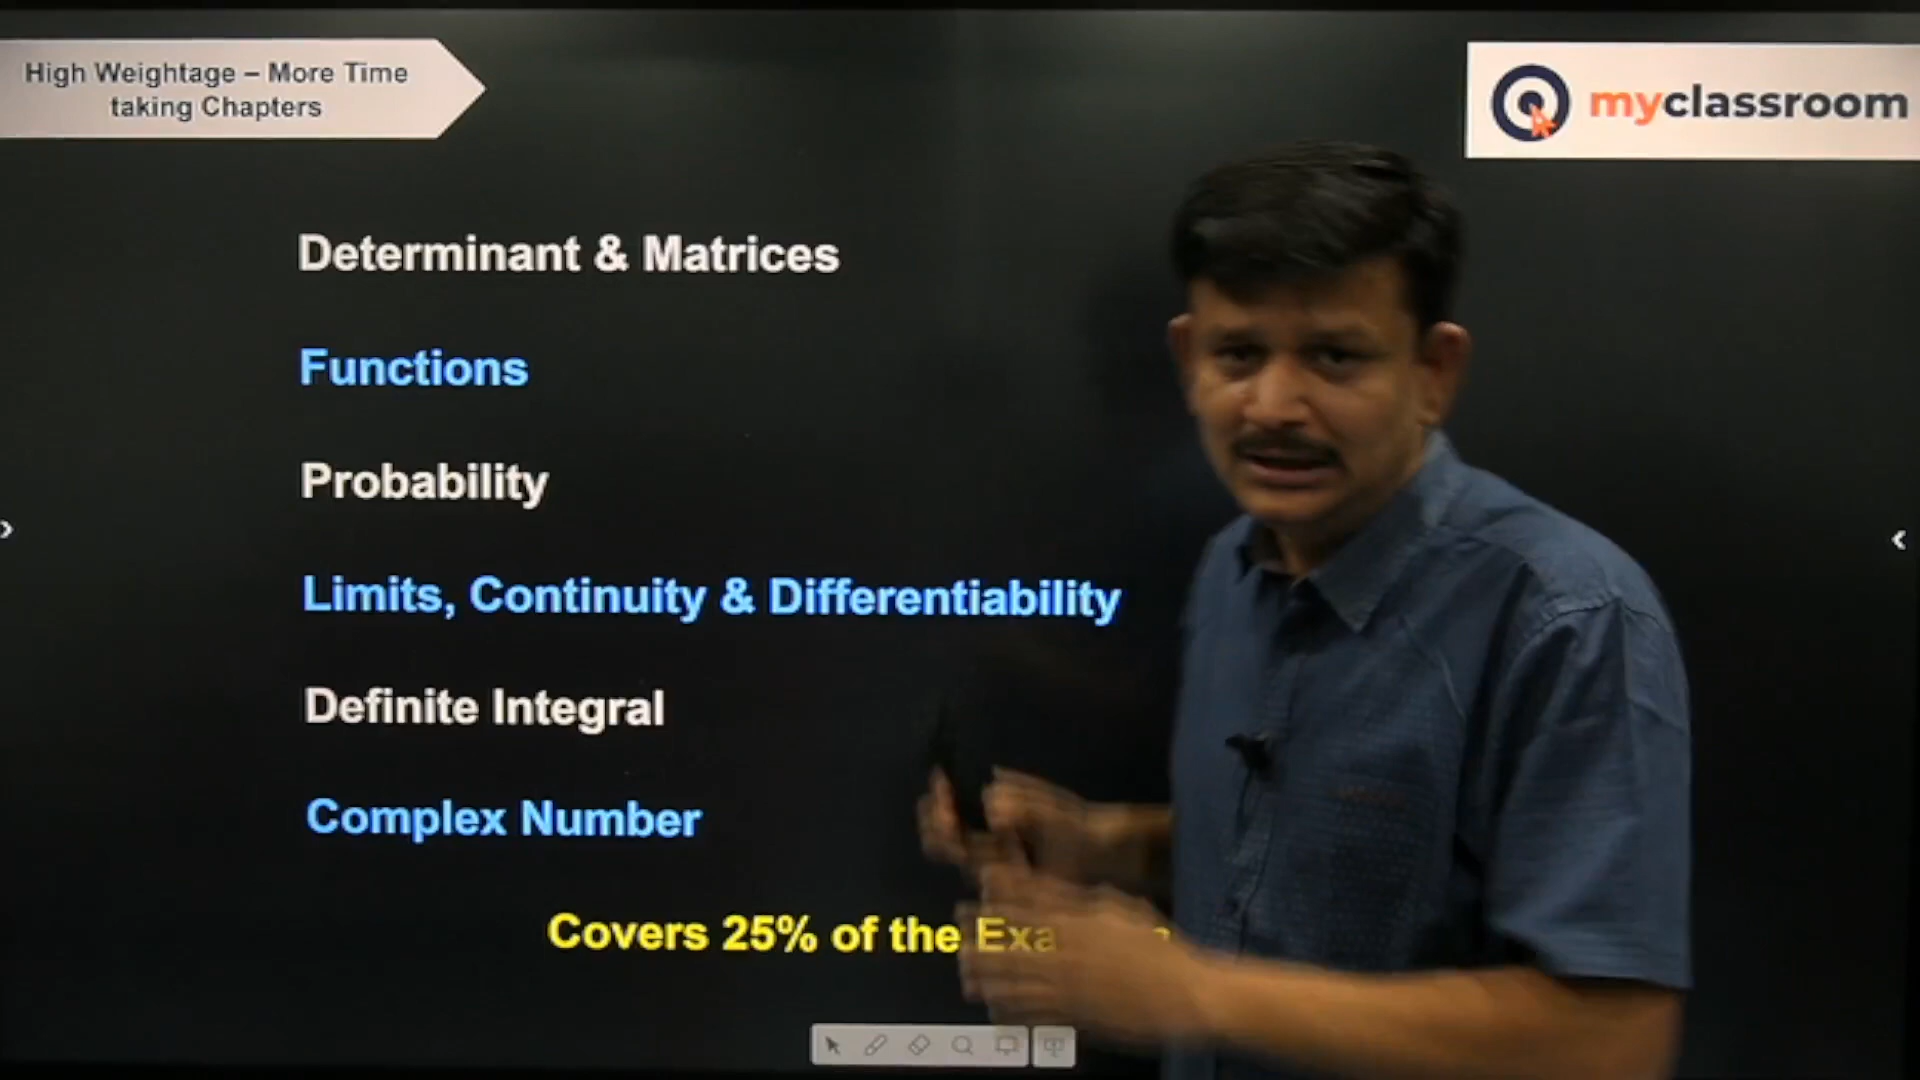 High Weightage – More Time
taking Chapters
myclassroom
Determinant & Matrices
Functions
Probability
Limits, Continuity & Differentiability
Definite Integral
Complex Number
Covers 25% of the